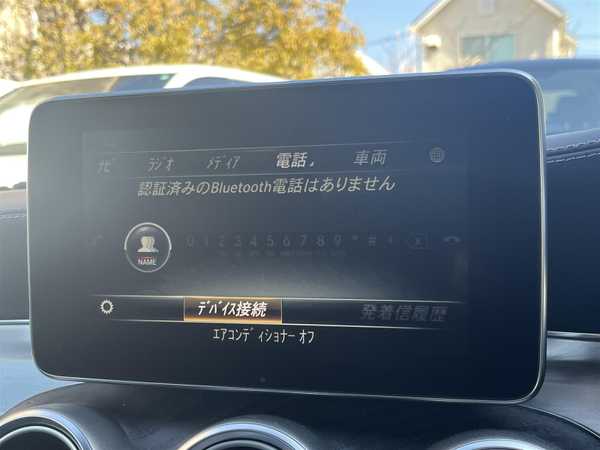 ナビ ラジオ メディア 電話 車両
認証済みのBluetooth電話はありません
NAME
0 1 2 3 4 5 6 7 8 9 * # +
デバイス接続 発着信履歴
エアコンディショナー オフ